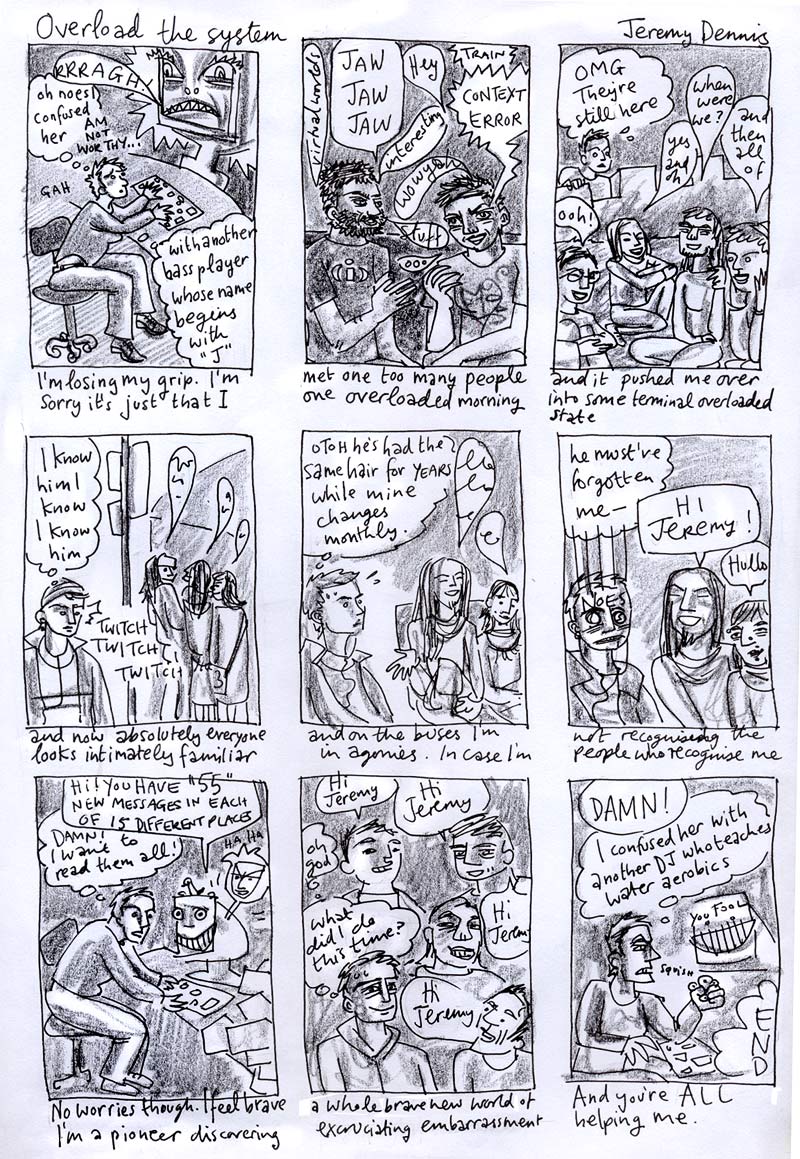 Overload the system
Jeremy Dennis
RRRAGH
oh noes!
confused
her AM
NOT
WORTHY...
GAH
with another
bass player
whose name
begins
with
"J"
I'm losing my grip. I'm
sorry it's just that I
virtual worlds
JAW
JAW
JAW
Hey
interesting
TRAIN
CONTEXT
ERROR
wowyow
stuff
met one too many people
one overloaded morning
OMG
They're
still here
when
were
we?
yes
and
oh
and
then
all
of
ooh!
and it pushed me over
into some terminal overloaded
state
I know
him I
know
I know
him
TWITCH
TWITCH
TWITCH
and now absolutely everyone
looks intimately familiar
OTOH he's had the
same hair for YEARS
while mine
changes
monthly.
and on the buses I'm
in agonies. In case I'm
he must've
forgotten
me—
HI
JEREMY!
Hullo
not recognising the
people who recognise me
Hi! YOU HAVE "55"
NEW MESSAGES IN EACH
OF 15 DIFFERENT PLACES
DAMN!
I want to
read them all!
HA HA
No worries though. I feel brave
I'm a pioneer discovering
Hi
Jeremy
Hi
Jeremy
oh
god
what
did I do
this time?
Hi
Jeremy
Hi
Jeremy
a whole brave new world of
excruciating embarrassment
DAMN!
I confused her with
another DJ who teaches
water aerobics
YOU FOOL
SQUISH
END
And you're ALL
helping me.